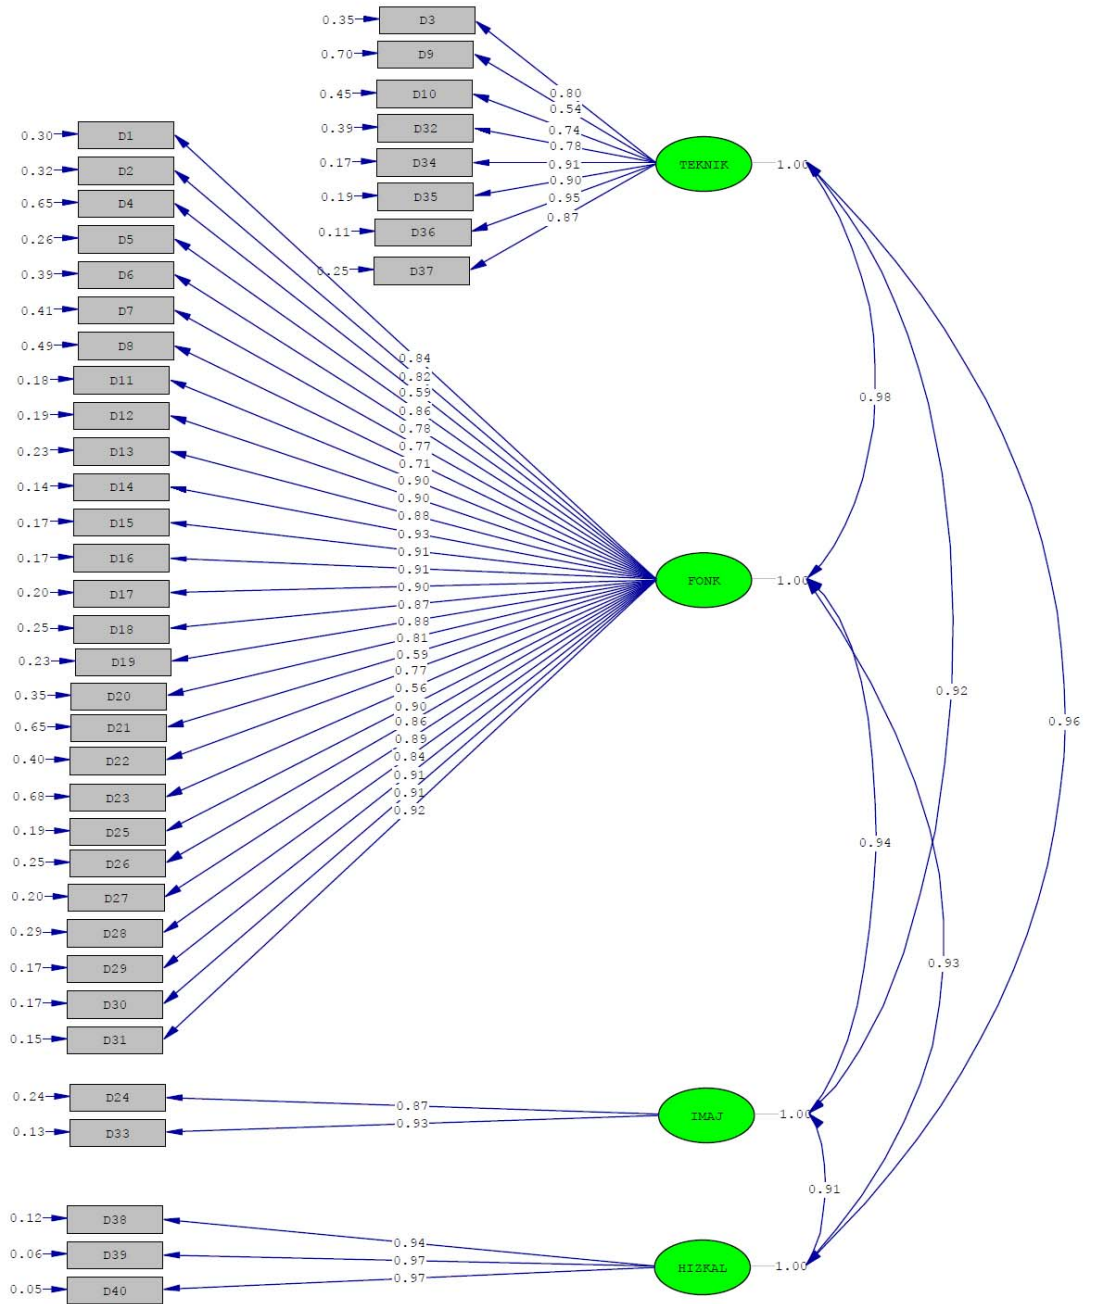 0.35 D3
0.70 D9
0.45 D10
0.39 D32
0.17 D34
0.19 D35
0.11 D36
0.25 D37
0.80
0.54
0.74
0.78
0.91
0.90
0.95
0.87
TEKNIK 1.00
0.30 D1
0.32 D2
0.65 D4
0.26 D5
0.39 D6
0.41 D7
0.49 D8
0.18 D11
0.19 D12
0.23 D13
0.14 D14
0.17 D15
0.17 D16
0.20 D17
0.25 D18
0.23 D19
0.35 D20
0.65 D21
0.40 D22
0.68 D23
0.19 D25
0.25 D26
0.20 D27
0.29 D28
0.17 D29
0.17 D30
0.15 D31
0.84
0.82
0.59
0.86
0.78
0.77
0.71
0.90
0.90
0.88
0.93
0.91
0.91
0.90
0.87
0.88
0.81
0.59
0.77
0.56
0.90
0.86
0.89
0.84
0.91
0.91
0.92
FONK 1.00
0.98
0.92
0.96
0.94
0.93
0.24 D24
0.13 D33
0.87
0.93
IMAJ 1.00
0.91
0.12 D38
0.06 D39
0.05 D40
0.94
0.97
0.97
HIZKAL 1.00